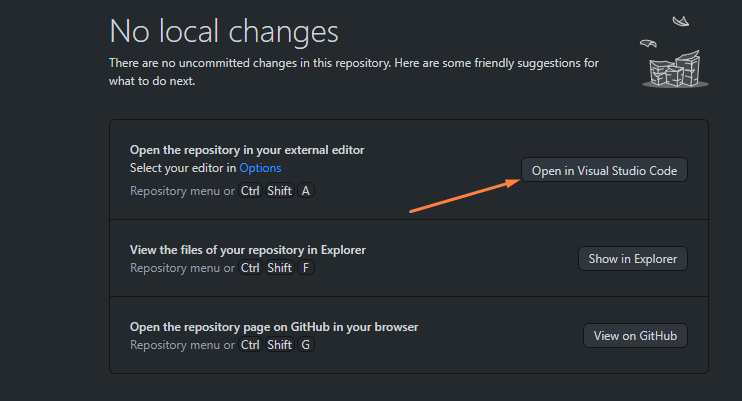 No local changes
There are no uncommitted changes in this repository. Here are some friendly suggestions for
what to do next.
Open the repository in your external editor
Select your editor in Options
Repository menu or Ctrl Shift A
Open in Visual Studio Code
View the files of your repository in Explorer
Repository menu or Ctrl Shift F
Show in Explorer
Open the repository page on GitHub in your browser
Repository menu or Ctrl Shift G
View on GitHub